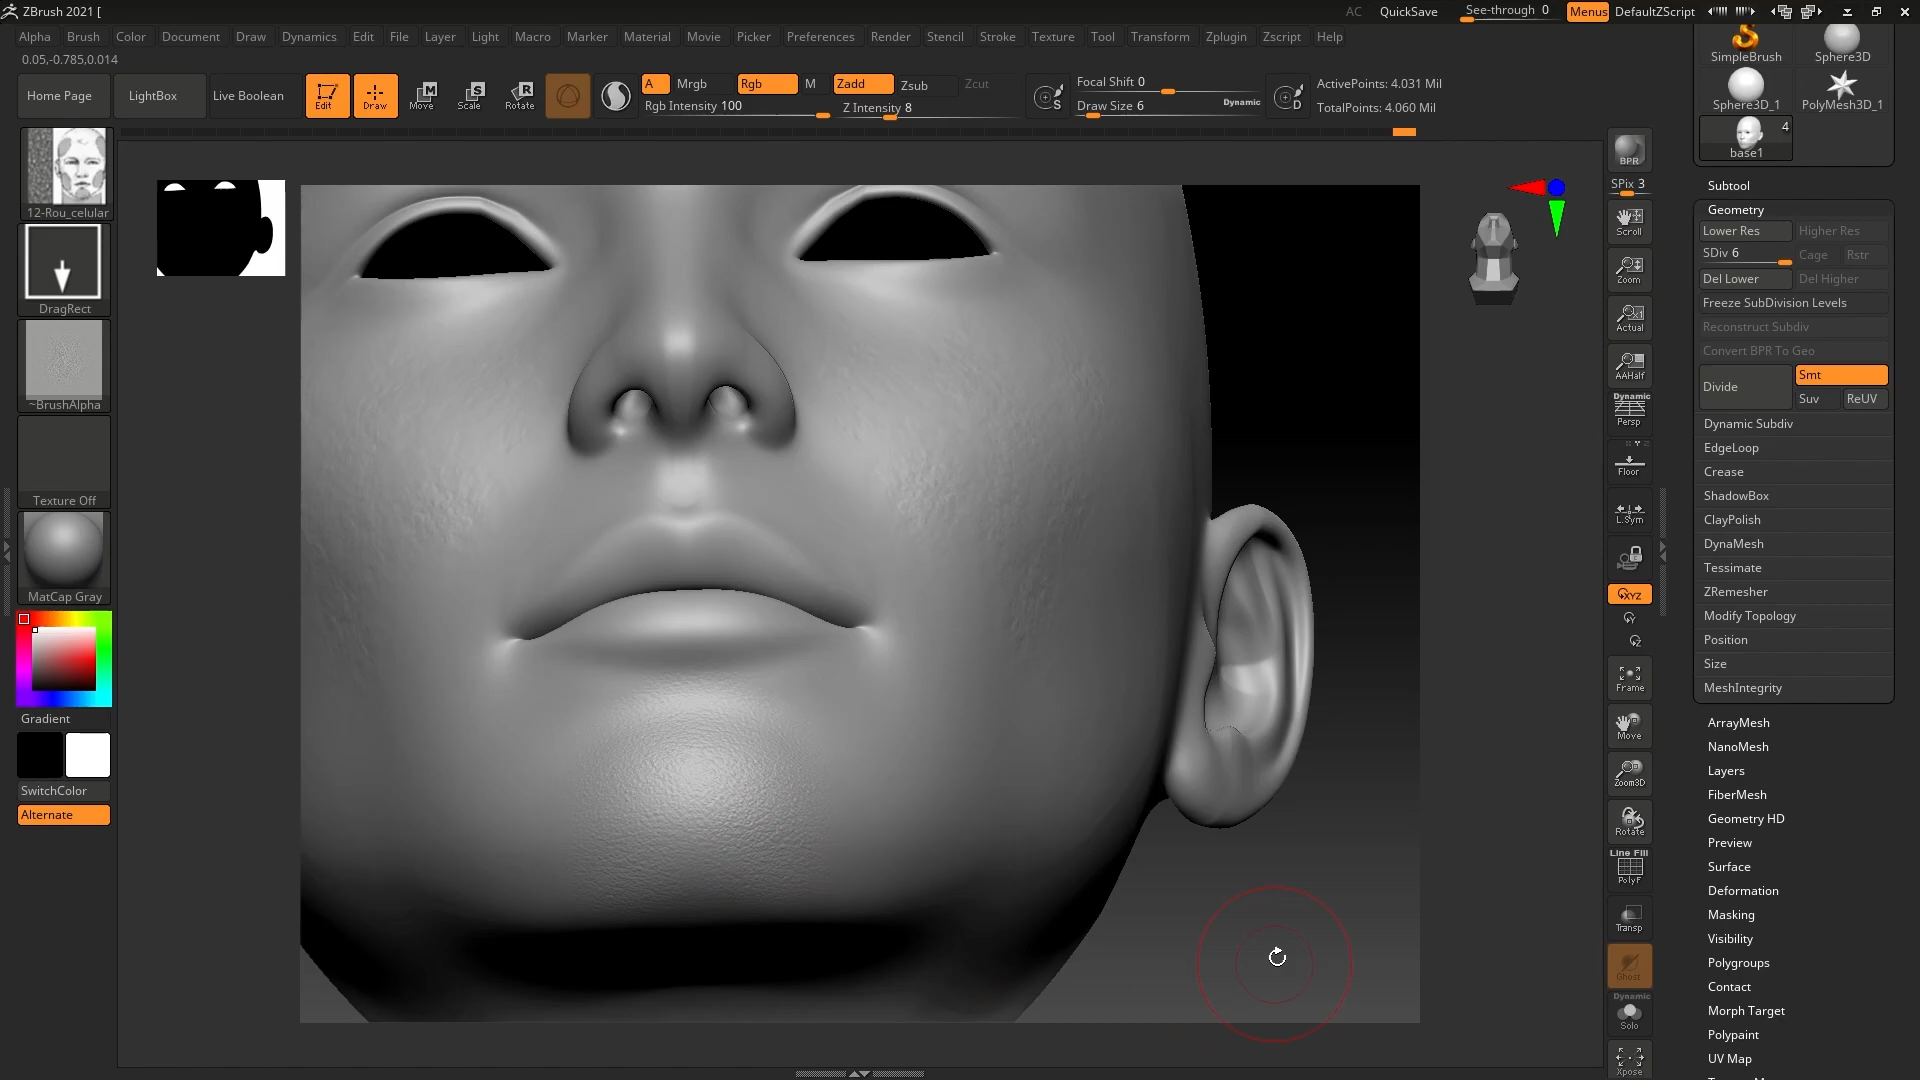 ZBrush 2021 [
AC QuickSave See-through 0 Menus DefaultZScript
Alpha Brush Color Document Draw Dynamics Edit File Layer Light Macro Marker Material Movie Picker Preferences Render Stencil Stroke Texture Tool Transform Zplugin Zscript Help
0.05,-0.785,0.014
Home Page LightBox Live Boolean Edit Draw Move Scale Rotate
A Mrgb Rgb M Zadd Zsub Zcut
Rgb Intensity 100 Z Intensity 8
Focal Shift 0
Draw Size 6 Dynamic
ActivePoints: 4.031 Mil
TotalPoints: 4.060 Mil
12-Rou_celular
DragRect
~BrushAlpha
Texture Off
MatCap Gray
Gradient
SwitchColor
Alternate
BPR
SPix 3
Scroll
Zoom
Actual
AAHalf
Dynamic
Persp
Floor
L.Sym
XYZ
Y
Z
Frame
Move
Zoom3D
Rotate
Line Fill
PolyF
Transp
Ghost
Dynamic
Solo
Xpose
SimpleBrush Sphere3D
Sphere3D_1 PolyMesh3D_1
4
base1
Subtool
Geometry
Lower Res Higher Res
SDiv 6 Cage Rstr
Del Lower Del Higher
Freeze SubDivision Levels
Reconstruct Subdiv
Convert BPR To Geo
Divide Smt
Suv ReUV
Dynamic Subdiv
EdgeLoop
Crease
ShadowBox
ClayPolish
DynaMesh
Tessimate
ZRemesher
Modify Topology
Position
Size
MeshIntegrity
ArrayMesh
NanoMesh
Layers
FiberMesh
Geometry HD
Preview
Surface
Deformation
Masking
Visibility
Polygroups
Contact
Morph Target
Polypaint
UV Map